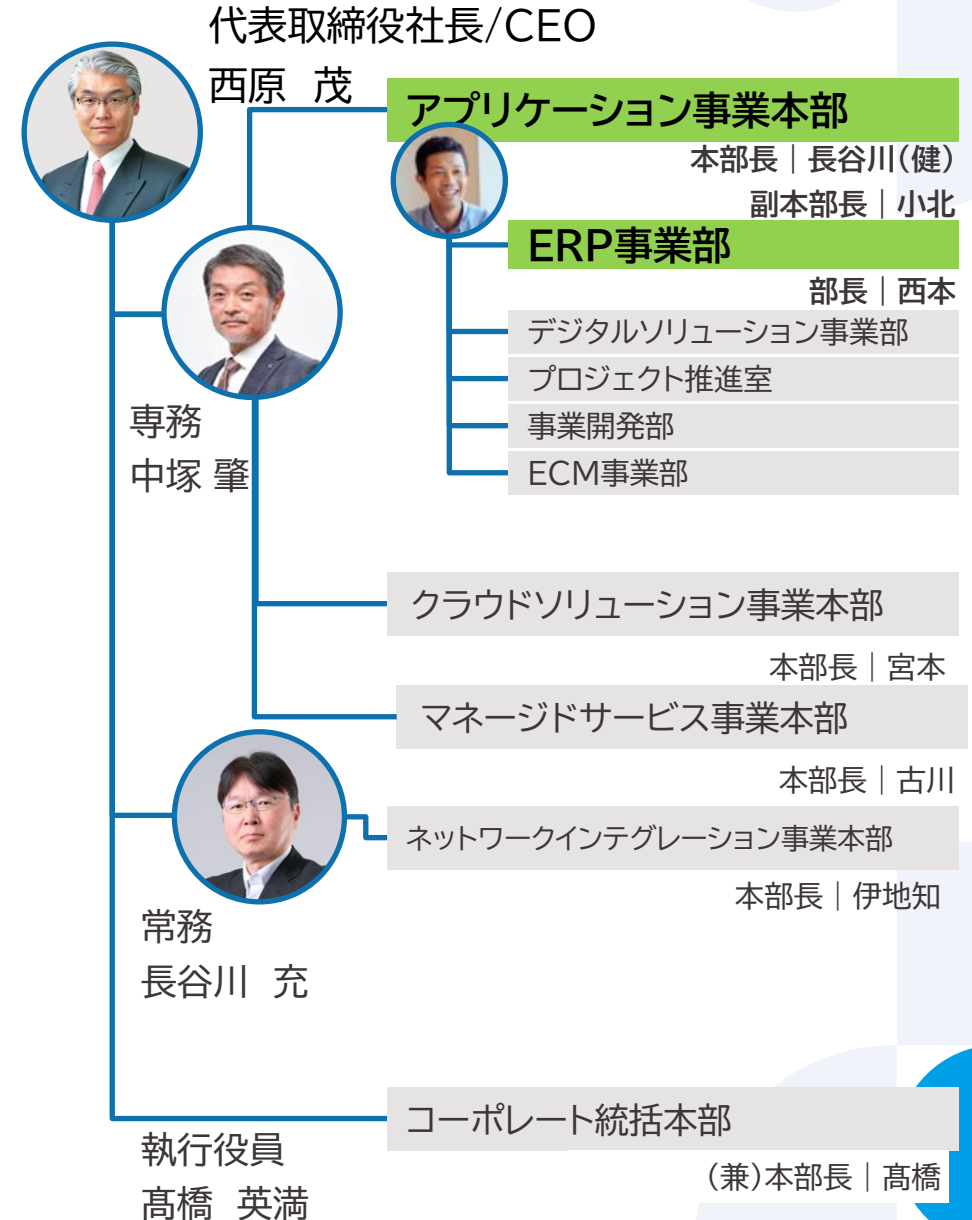 代表取締役社長/CEO
西原 茂
アプリケーション事業本部
本部長｜長谷川(健)
副本部長｜小北
ERP事業部
部長｜西本
デジタルソリューション事業部
プロジェクト推進室
事業開発部
ECM事業部
専務
中塚 肇
クラウドソリューション事業本部
本部長｜宮本
マネージドサービス事業本部
本部長｜古川
ネットワークインテグレーション事業本部
本部長｜伊地知
常務
長谷川 充
コーポレート統括本部
(兼)本部長｜髙橋
執行役員
髙橋 英満